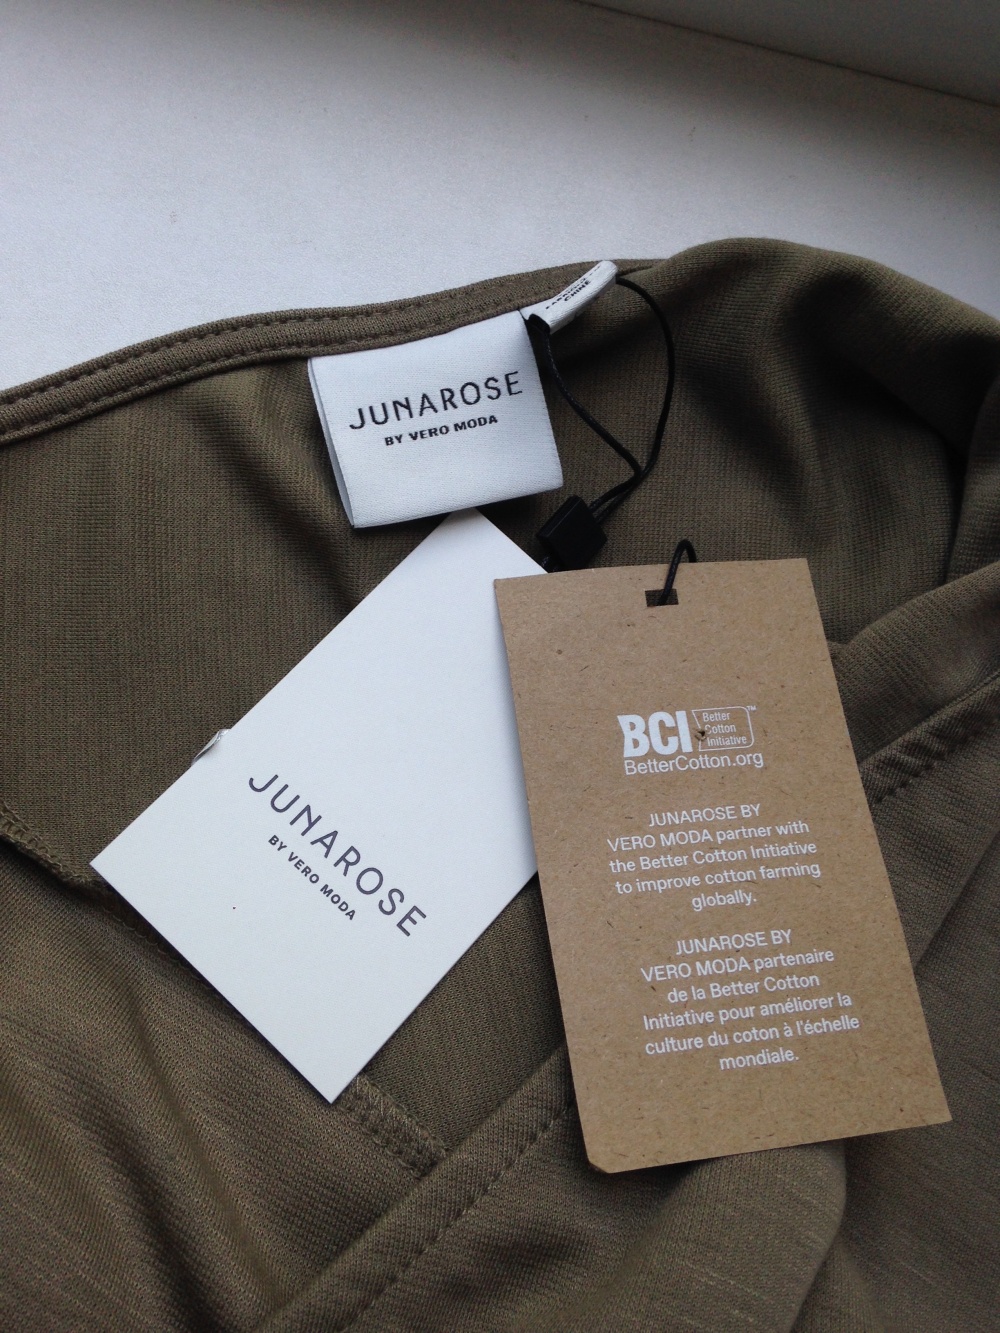 CHINE
JUNAROSE
BY VERO MODA
JUNAROSE
BY VERO MODA
BCI Better Cotton Initiative™
BetterCotton.org
JUNAROSE BY
VERO MODA partner with
the Better Cotton Initiative
to improve cotton farming
globally.
JUNAROSE BY
VERO MODA partenaire
de la Better Cotton
Initiative pour améliorer la
culture du coton à l'échelle
mondiale.